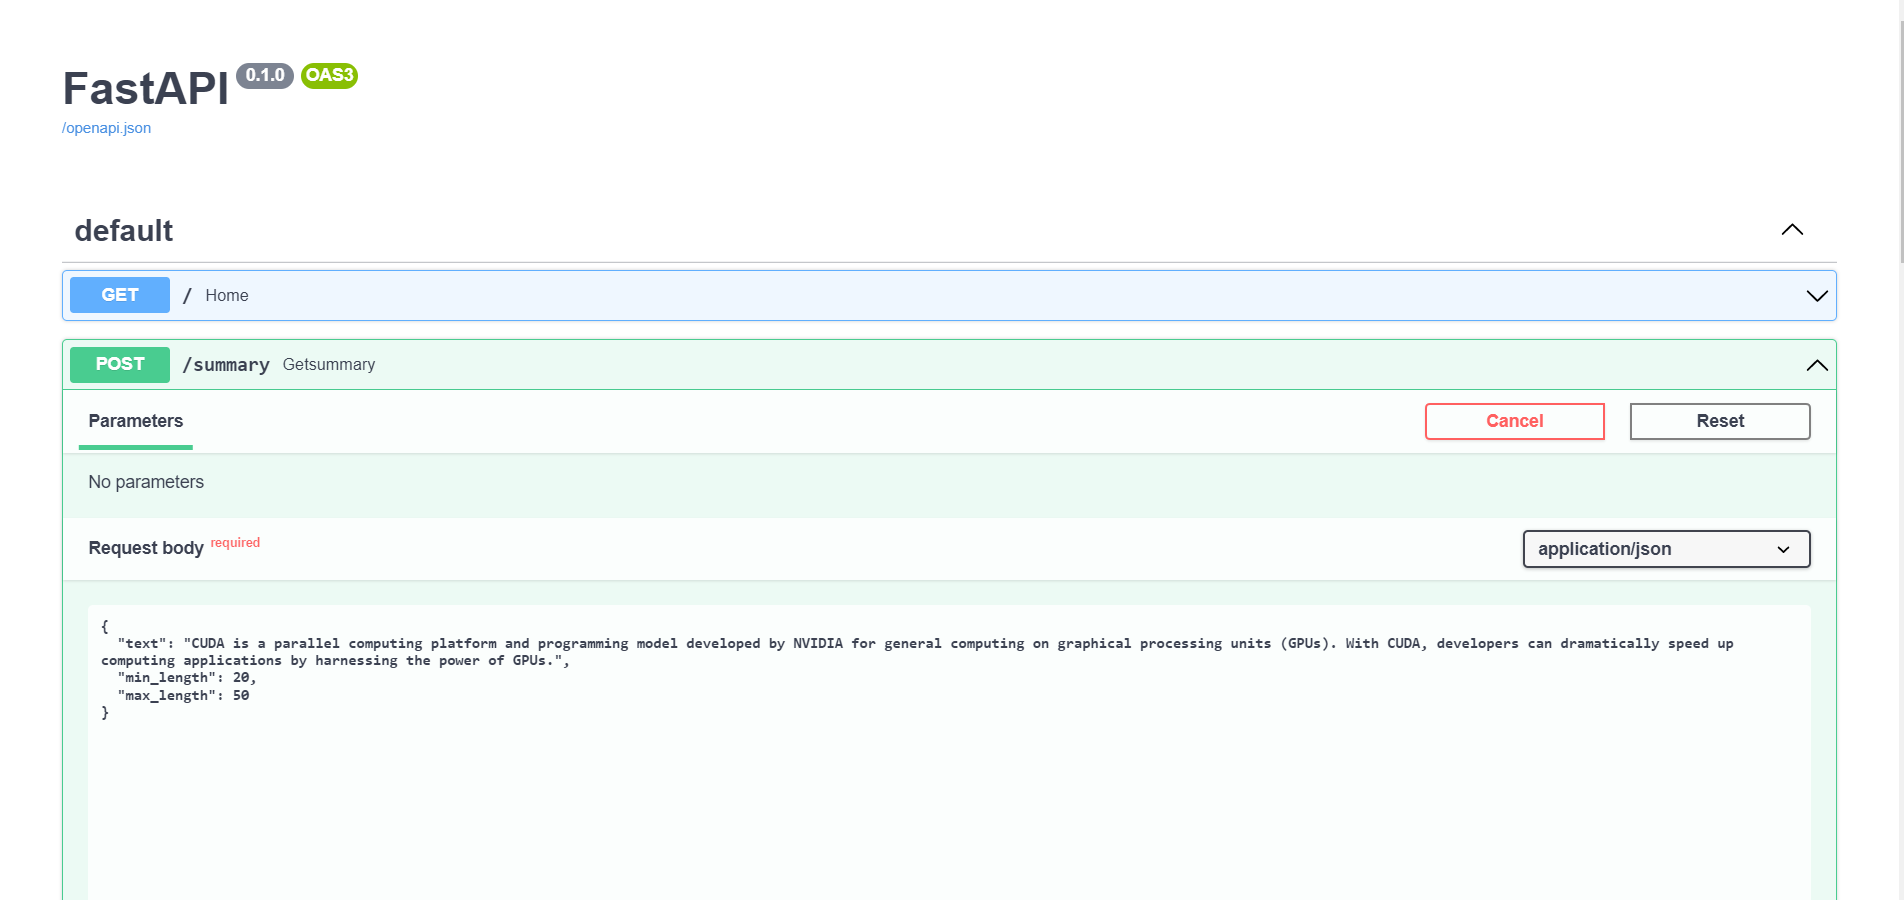 FastAPI 0.1.0 OAS3
/openapi.json
default
GET / Home
POST /summary Getsummary
Parameters Cancel Reset
No parameters
Request body required application/json
{
  "text": "CUDA is a parallel computing platform and programming model developed by NVIDIA for general computing on graphical processing units (GPUs). With CUDA, developers can dramatically speed up
computing applications by harnessing the power of GPUs.",
  "min_length": 20,
  "max_length": 50
}